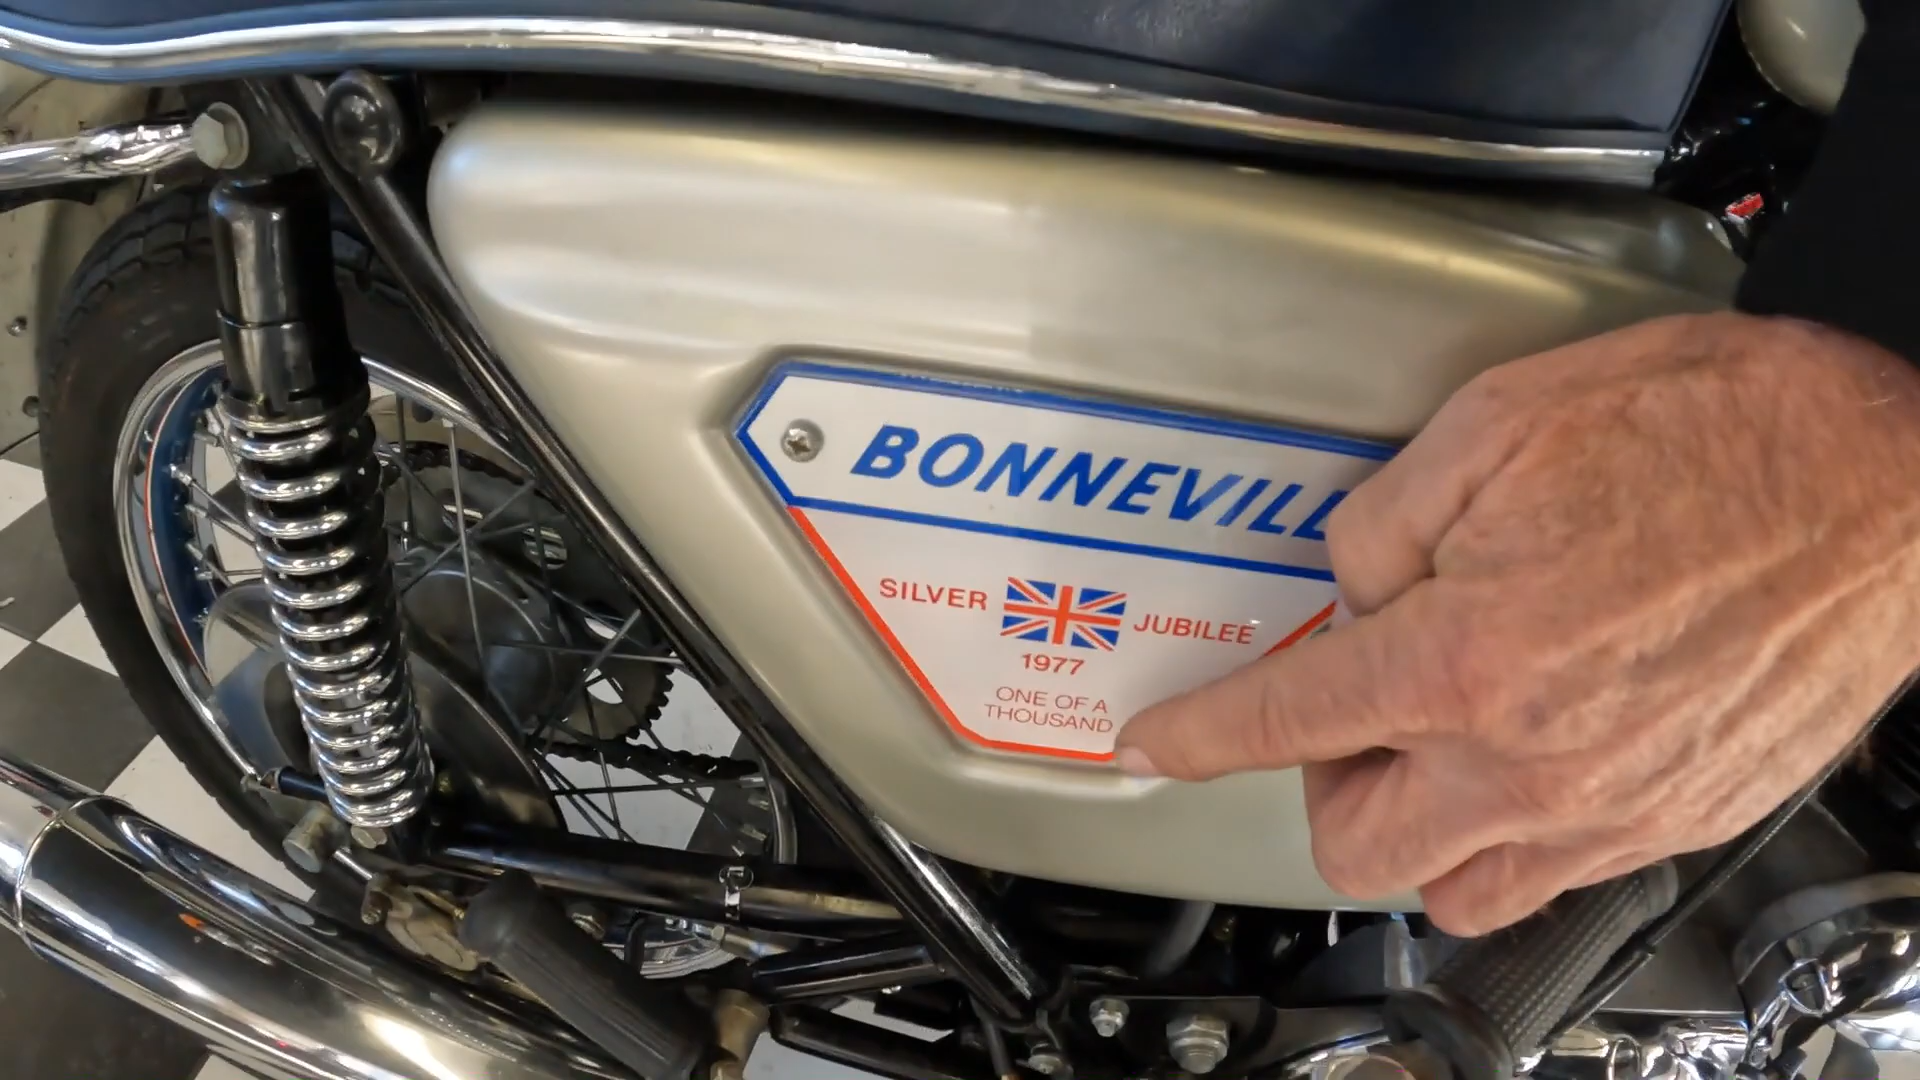 BONNEVILL
SILVER JUBILEE
1977
ONE OF A
THOUSAND